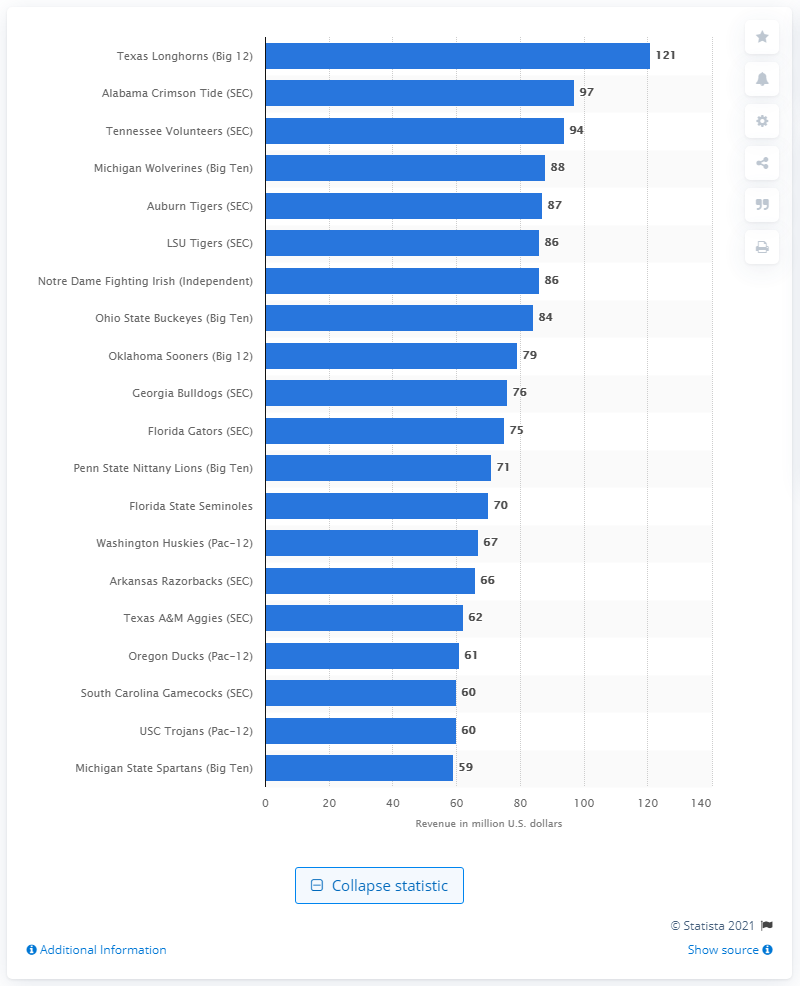 Texas Longhorns (Big 12) 121
Alabama Crimson Tide (SEC) 97
Tennessee Volunteers (SEC) 94
Michigan Wolverines (Big Ten) 88
Auburn Tigers (SEC) 87
LSU Tigers (SEC) 86
Notre Dame Fighting Irish (Independent) 86
Ohio State Buckeyes (Big Ten) 84
Oklahoma Sooners (Big 12) 79
Georgia Bulldogs (SEC) 76
Florida Gators (SEC) 75
Penn State Nittany Lions (Big Ten) 71
Florida State Seminoles 70
Washington Huskies (Pac-12) 67
Arkansas Razorbacks (SEC) 66
Texas A&M Aggies (SEC) 62
Oregon Ducks (Pac-12) 61
South Carolina Gamecocks (SEC) 60
USC Trojans (Pac-12) 60
Michigan State Spartans (Big Ten) 59
0 20 40 60 80 100 120 140
Revenue in million U.S. dollars
Collapse statistic
© Statista 2021
Additional Information Show source